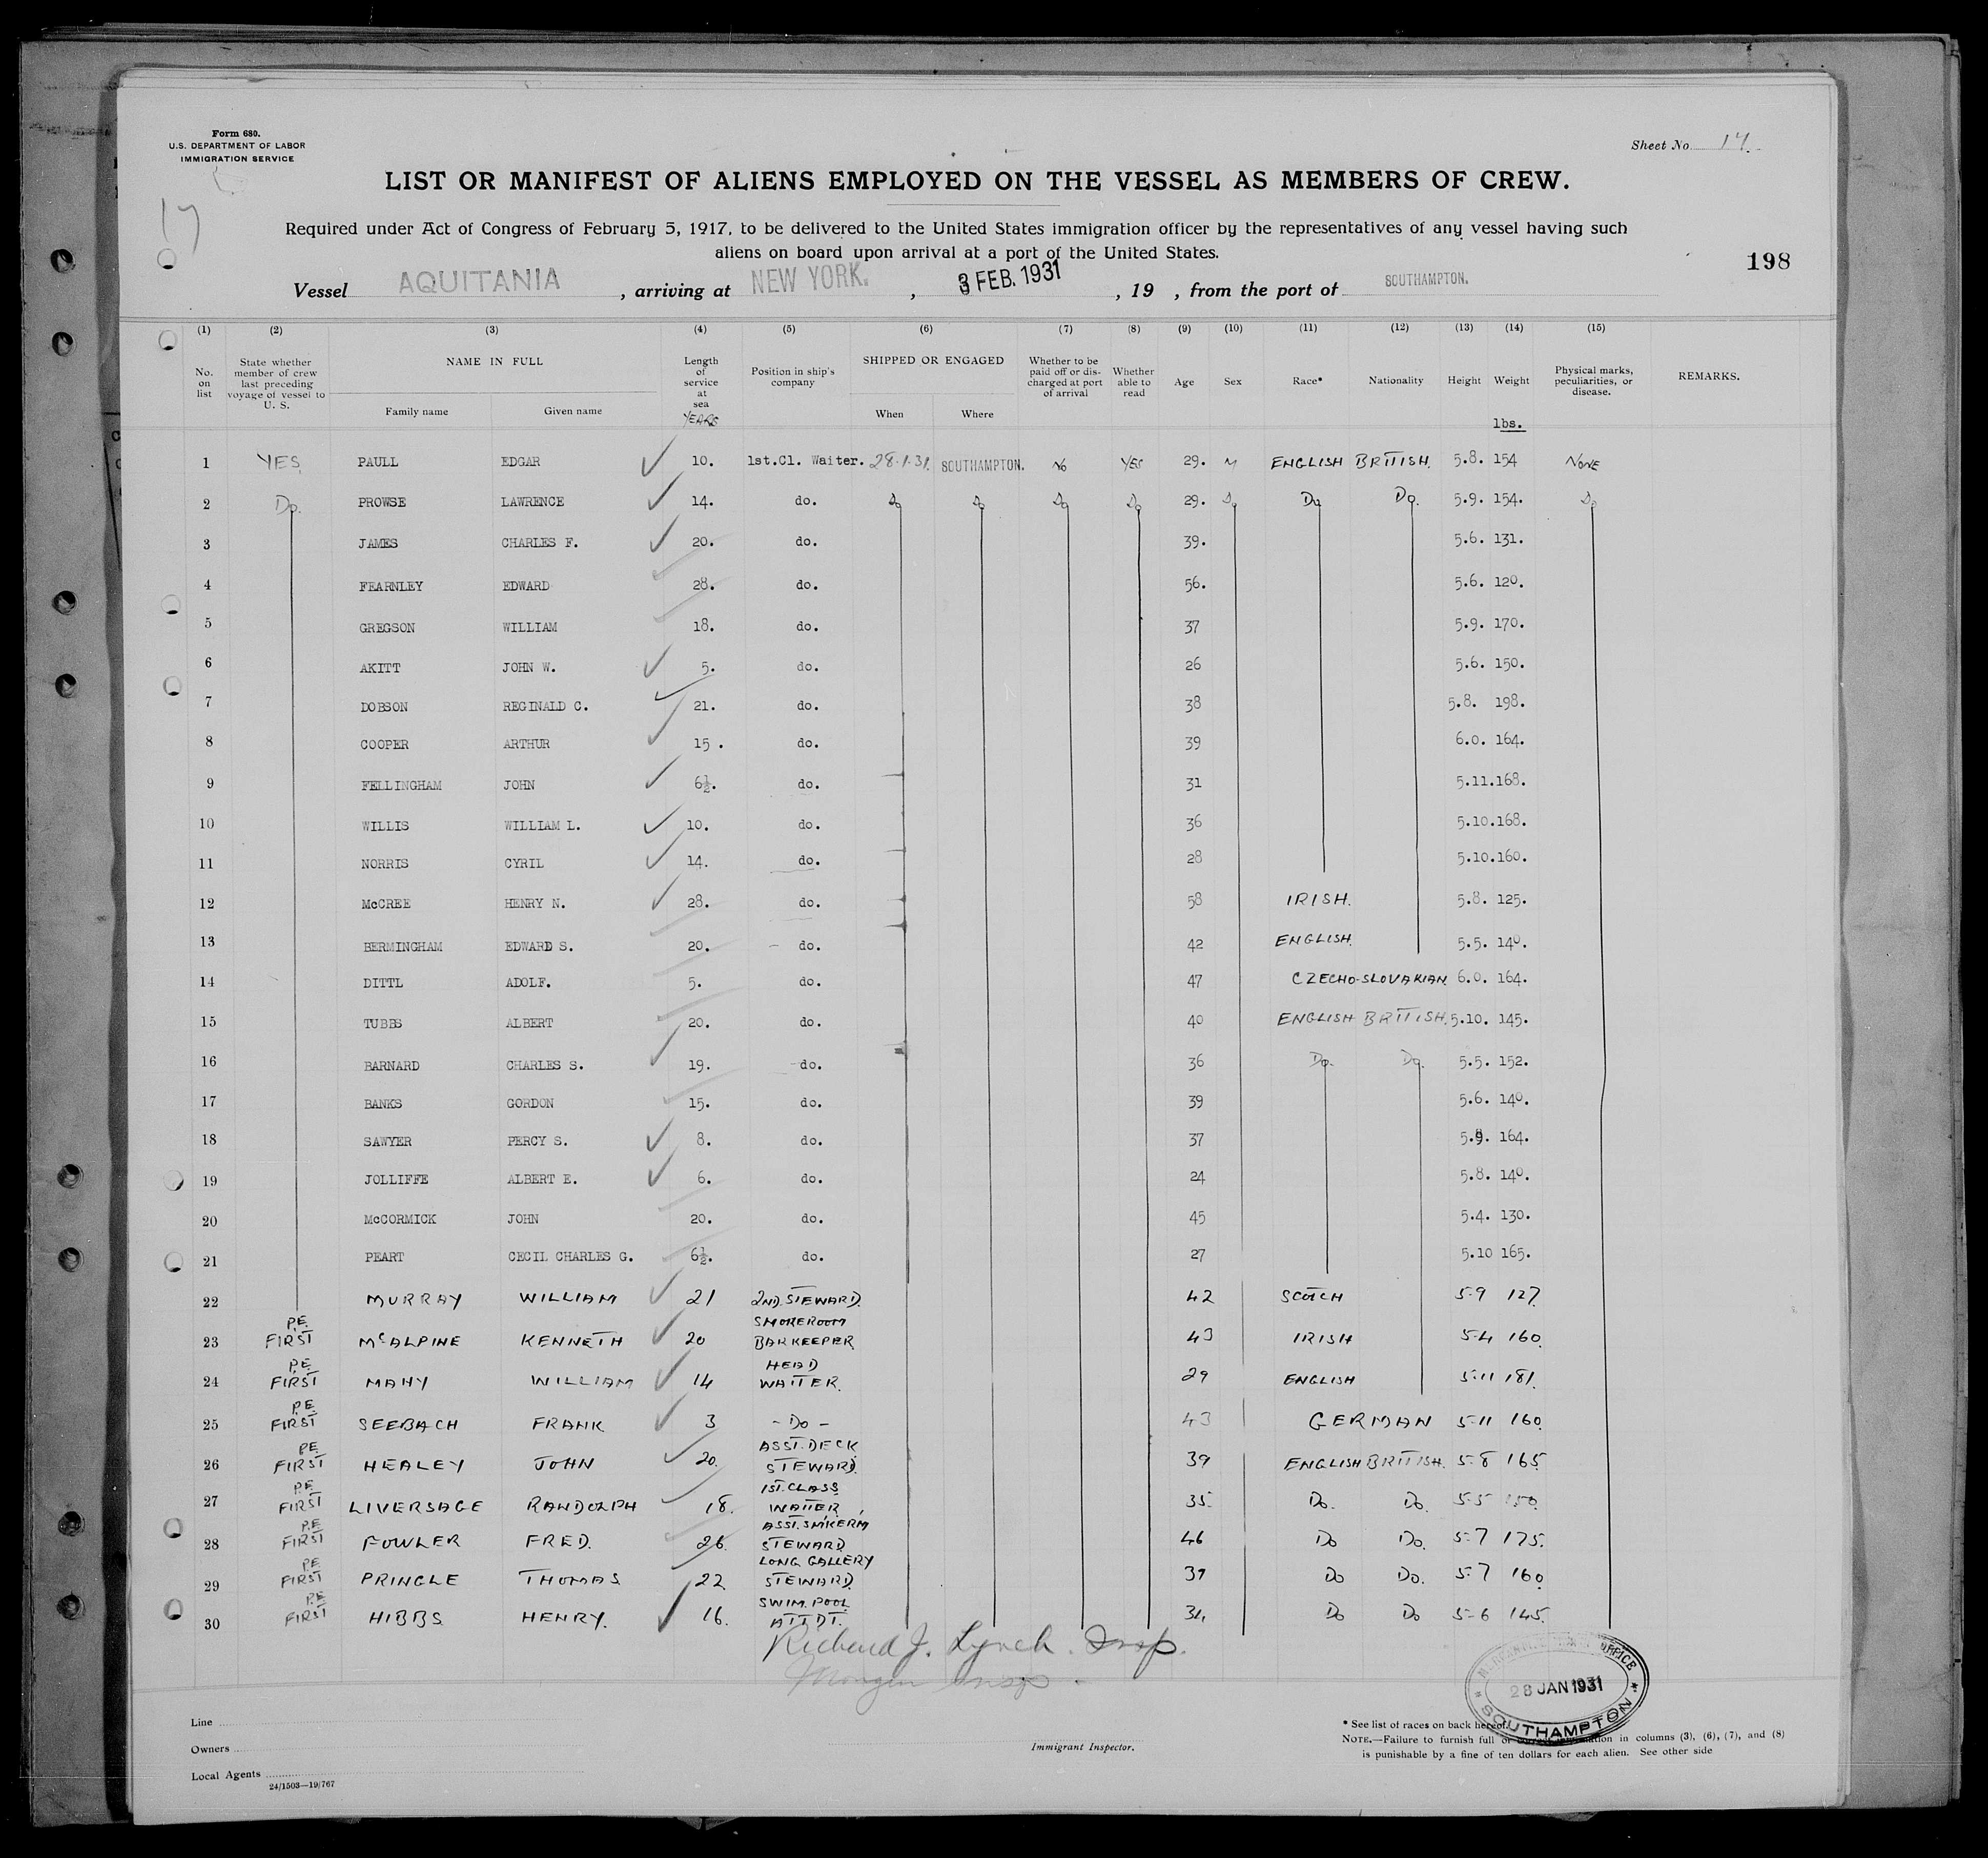 Form 680.
U.S. DEPARTMENT OF LABOR
IMMIGRATION SERVICE
Sheet No. 17.
17
LIST OR MANIFEST OF ALIENS EMPLOYED ON THE VESSEL AS MEMBERS OF CREW.
Required under Act of Congress of February 5, 1917, to be delivered to the United States immigration officer by the representatives of any vessel having such
aliens on board upon arrival at a port of the United States.
198
Vessel AQUITANIA, arriving at NEW YORK., 3 FEB. 1931, 19 , from the port of SOUTHAMPTON.
(1) (2) (3) (4) (5) (6) (7) (8) (9) (10) (11) (12) (13) (14) (15)
No. on list State whether member of crew last preceding voyage of vessel to U. S. NAME IN FULL Family name Given name Length of service at sea YEARS Position in ship's company SHIPPED OR ENGAGED When Where Whether to be paid off or discharged at port of arrival Whether able to read Age Sex Race* Nationality Height Weight lbs. Physical marks, peculiarities, or disease. REMARKS.
1 YES PAULL EDGAR 10. 1st.Cl. Waiter. 28.1.31. SOUTHAMPTON. No YES 29. M ENGLISH BRITISH. 5.8. 154 NONE
2 Do. PROWSE LAWRENCE 14. do. Do Do Do Do 29. Do Do Do. 5.9. 154. Do
3 JAMES CHARLES F. 20. do. 39. 5.6. 131.
4 FEARNLEY EDWARD 28. do. 56. 5.6. 120.
5 GREGSON WILLIAM 18. do. 37 5.9. 170.
6 AKITT JOHN W. 5. do. 26 5.6. 150.
7 DOBSON REGINALD C. 21. do. 38 5.8. 198.
8 COOPER ARTHUR 15 . do. 39 6.0. 164.
9 FELLINGHAM JOHN 6½. do. 31 5.11.168.
10 WILLIS WILLIAM L. 10. do. 36 5.10.168.
11 NORRIS CYRIL 14. do. 28 5.10.160.
12 McCREE HENRY N. 28. do. 58 IRISH. 5.8. 125.
13 BERMINGHAM EDWARD S. 20. do. 42 ENGLISH. 5.5. 140.
14 DITTL ADOLF. 5. do. 47 CZECHO-SLOVAKIAN. 6.0. 164.
15 TUBBS ALBERT 20. do. 40 ENGLISH BRITISH. 5.10. 145.
16 BARNARD CHARLES S. 19. do. 36 Do. Do. 5.5. 152.
17 BANKS GORDON 15. do. 39 5.6. 140.
18 SAWYER PERCY S. 8. do. 37 164.
19 JOLLIFFE ALBERT E. 6. do. 24 5.8. 140.
20 McCORMICK JOHN 20. do. 45 5.4. 130.
21 PEART CECIL CHARLES G. 6½. do. 27 5.10 165.
22 MURRAY WILLIAM 21 2ND. STEWARD. 42 SCOTCH 5-9 127.
23 P.E. FIRST McALPINE KENNETH 20 SMOKEROOM BARKEEPER 43 IRISH 5-4 160.
24 P.E. FIRST MAHY WILLIAM 14 HEAD WAITER. 29 ENGLISH 5-11 181.
25 P.E. FIRST SEEBACH FRANK 3 - Do - 43 GERMAN 5-11 160.
26 P.E. FIRST HEALEY JOHN 20. ASST. DECK STEWARD. 39 ENGLISH BRITISH. 5-8 165
27 P.E. FIRST LIVERSAGE RANDOLPH 18. 1ST. CLASS WAITER 35 Do. Do. 5-5 150.
28 P.E. FIRST FOWLER FRED. 26. ASST. SMKERM STEWARD 46 Do Do. 5-7 175.
29 P.E. FIRST PRINGLE THOMAS 22 LONG GALLERY STEWARD. Do Do. 5-7 160
30 P.E. FIRST HIBBS HENRY. 16. SWIM. POOL ATTDT. 34 Do Do 5-6 145.
Richard J. Lynch. Insp.
Insp
28 JAN 1931
SOUTHAMPTON
OFFICE
Line
Owners
Local Agents
24/1503—19/767
Immigrant Inspector.
* See list of races on back hereof.
NOTE.—Failure to furnish full or in columns (3), (6), (7), and (8)
is punishable by a fine of ten dollars for each alien. See other side